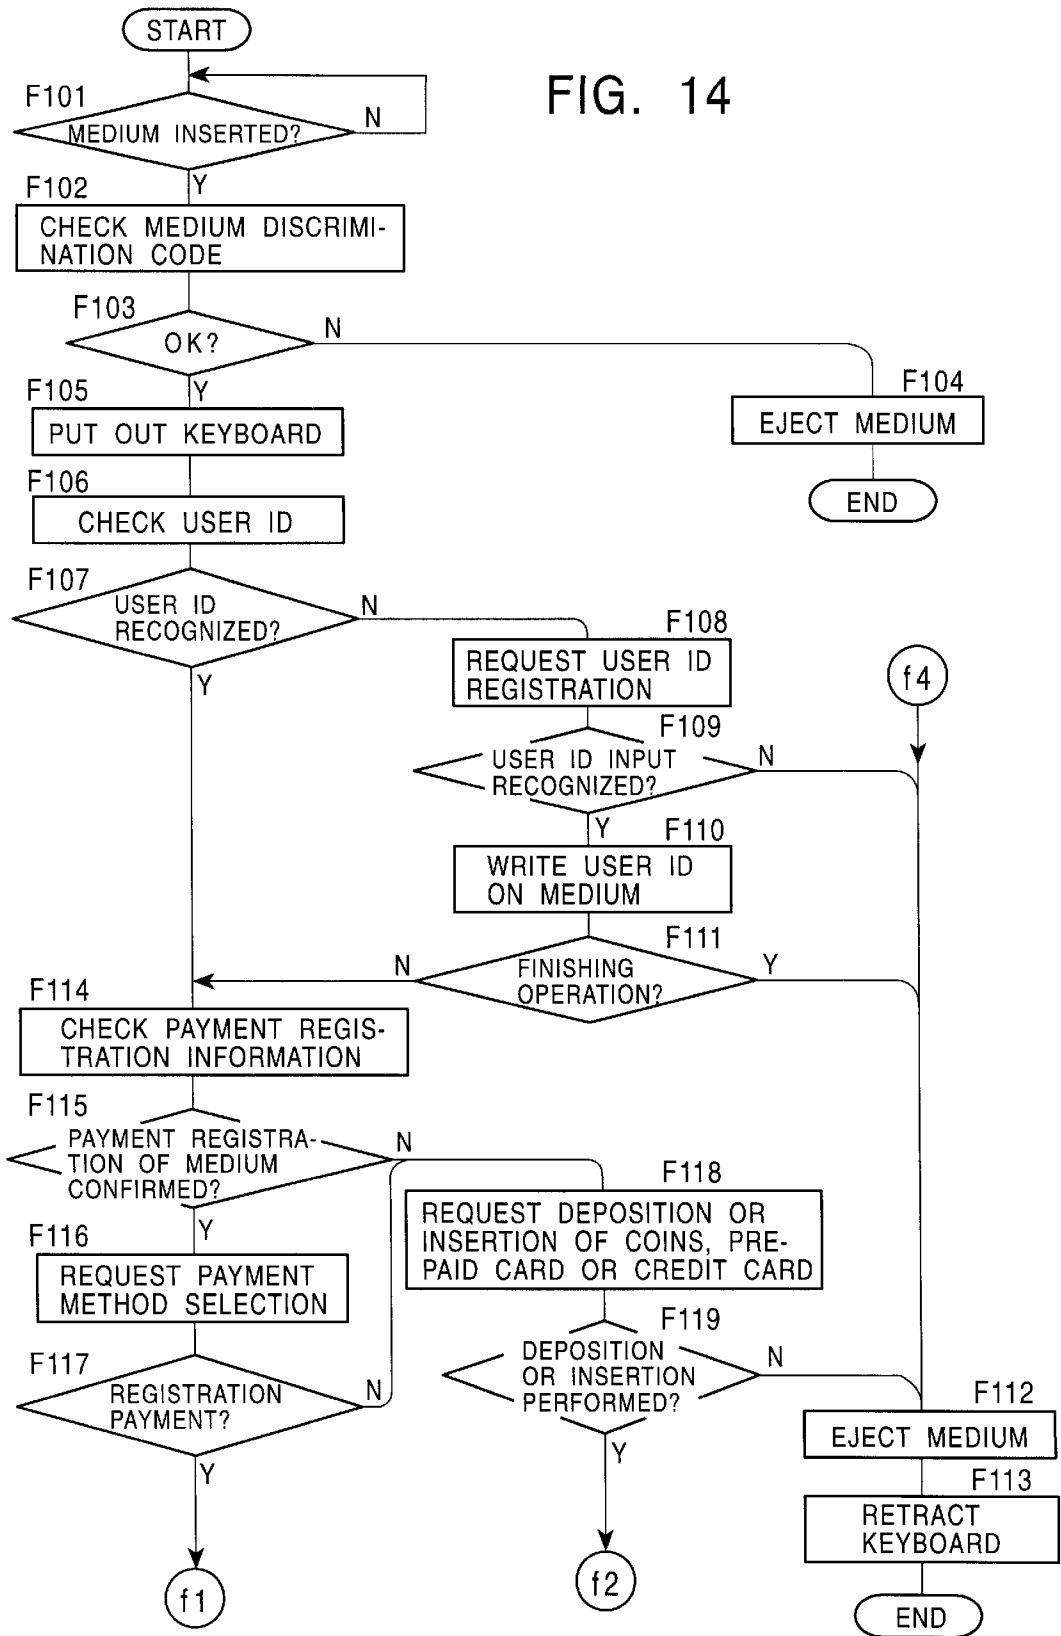 START
FIG. 14
F101
MEDIUM INSERTED?
N
Y
F102
CHECK MEDIUM DISCRIMI-
NATION CODE
F103
OK?
N
Y
F104
EJECT MEDIUM
END
F105
PUT OUT KEYBOARD
F106
CHECK USER ID
F107
USER ID
RECOGNIZED?
N
Y
F108
REQUEST USER ID
REGISTRATION
f4
F109
USER ID INPUT
RECOGNIZED?
N
Y
F110
WRITE USER ID
ON MEDIUM
F111
FINISHING
OPERATION?
N
Y
F114
CHECK PAYMENT REGIS-
TRATION INFORMATION
F115
PAYMENT REGISTRA-
TION OF MEDIUM
CONFIRMED?
N
Y
F116
REQUEST PAYMENT
METHOD SELECTION
F117
REGISTRATION
PAYMENT?
N
Y
f1
F118
REQUEST DEPOSITION OR
INSERTION OF COINS, PRE-
PAID CARD OR CREDIT CARD
F119
DEPOSITION
OR INSERTION
PERFORMED?
N
Y
f2
F112
EJECT MEDIUM
F113
RETRACT
KEYBOARD
END